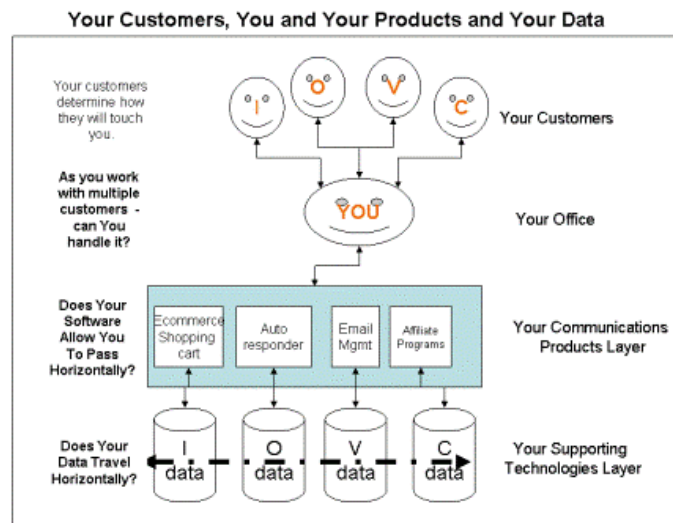 Your Customers, You and Your Products and Your Data
Your customers
determine how
they will touch
you.
I
O
V
C
Your Customers
As you work
with multiple
customers -
can You
handle it?
YOU
Your Office
Does Your
Software
Allow You
To Pass
Horizontally?
Ecommerce
Shopping
cart
Auto
responder
Email
Mgmt
Affiliate
Programs
Your Communications
Products Layer
Does Your
Data Travel
Horizontally?
I
data
O
data
V
data
C
data
Your Supporting
Technologies Layer